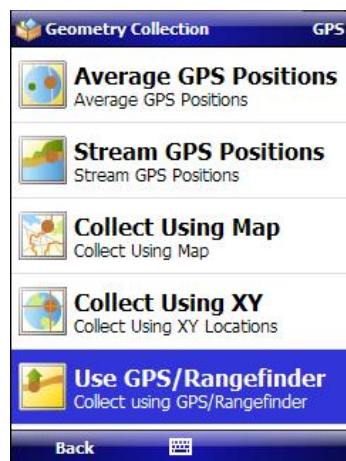 Geometry Collection GPS
Average GPS Positions
Average GPS Positions
Stream GPS Positions
Stream GPS Positions
Collect Using Map
Collect Using Map
Collect Using XY
Collect Using XY Locations
Use GPS/Rangefinder
Collect using GPS/Rangefinder
Back